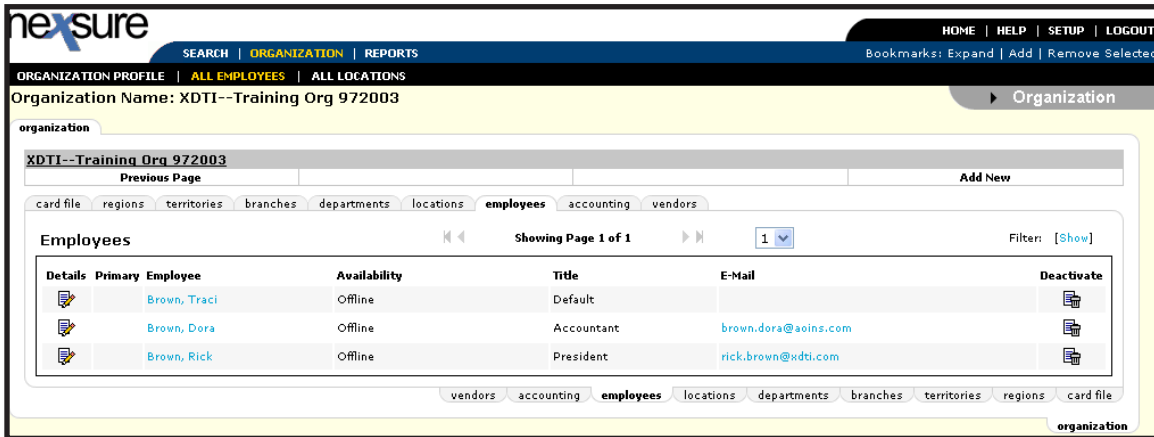 nexsure
HOME | HELP | SETUP | LOGOUT
SEARCH | ORGANIZATION | REPORTS
Bookmarks: Expand | Add | Remove Selected
ORGANIZATION PROFILE | ALL EMPLOYEES | ALL LOCATIONS
Organization Name: XDTI--Training Org 972003
Organization
organization
XDTI--Training Org 972003
Previous Page Add New
card file regions territories branches departments locations employees accounting vendors
Employees Showing Page 1 of 1 1 Filter: [Show]
Details Primary Employee Availability Title E-Mail Deactivate
Brown, Traci Offline Default
Brown, Dora Offline Accountant brown.dora@aoins.com
Brown, Rick Offline President rick.brown@xdti.com
vendors accounting employees locations departments branches territories regions card file
organization